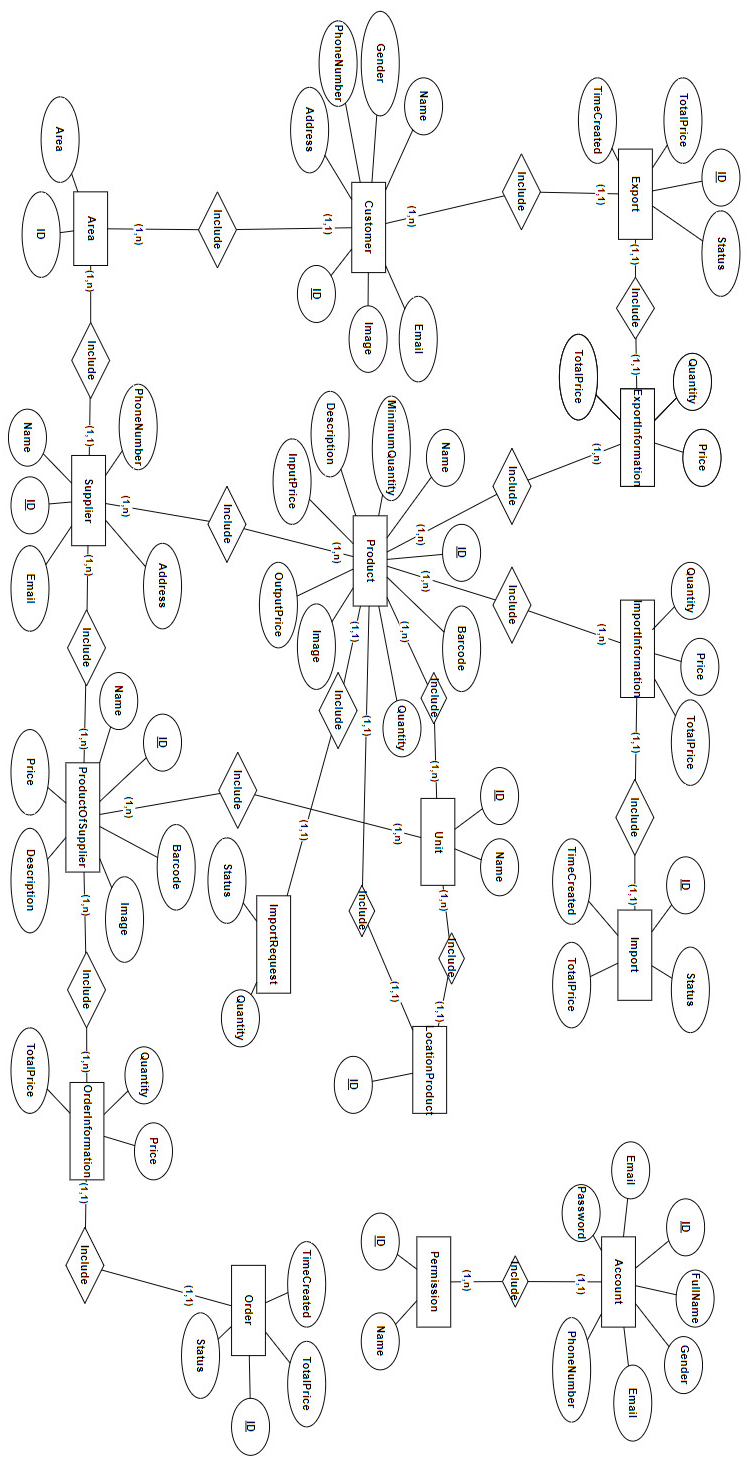 TotalPrice
TimeCreated
ID
Status
Export
(1,1)
Include
(1,1)
(1,1)
Include
(1,n)
Quantity
Price
TotalPrice
ExportInformation
(1,n)
Include
(1,n)
Quantity
Price
TotalPrice
ImportInformation
(1,1)
Include
(1,1)
(1,n)
Include
(1,n)
ID
TimeCreated
Status
TotalPrice
Import
Email
ID
FullName
Gender
Password
Account
PhoneNumber
Email
(1,1)
Include
(1,n)
ID
Permission
Name
Gender
PhoneNumber
Name
Address
Customer
Email
Image
ID
(1,1)
Include
(1,n)
Name
MinimumQuantity
Description
InputPrice
ID
Barcode
Product
OutputPrice
Image
Quantity
(1,n)
Include
(1,n)
ID
Name
Unit
(1,n)
Include
(1,1)
LocationProduct
ID
(1,1)
Include
(1,1)
(1,1)
Include
(1,1)
Status
ImportRequest
Quantity
(1,n)
Include
(1,n)
(1,n)
Include
(1,n)
Area
Area
ID
(1,n)
Include
(1,1)
PhoneNumber
Name
Supplier
Address
ID
Email
(1,n)
Include
(1,n)
Name
ID
Barcode
ProductOfSupplier
Price
Description
Image
(1,n)
Include
(1,n)
Quantity
Price
TotalPrice
OrderInformation
(1,1)
Include
(1,1)
TimeCreated
TotalPrice
Order
Status
ID